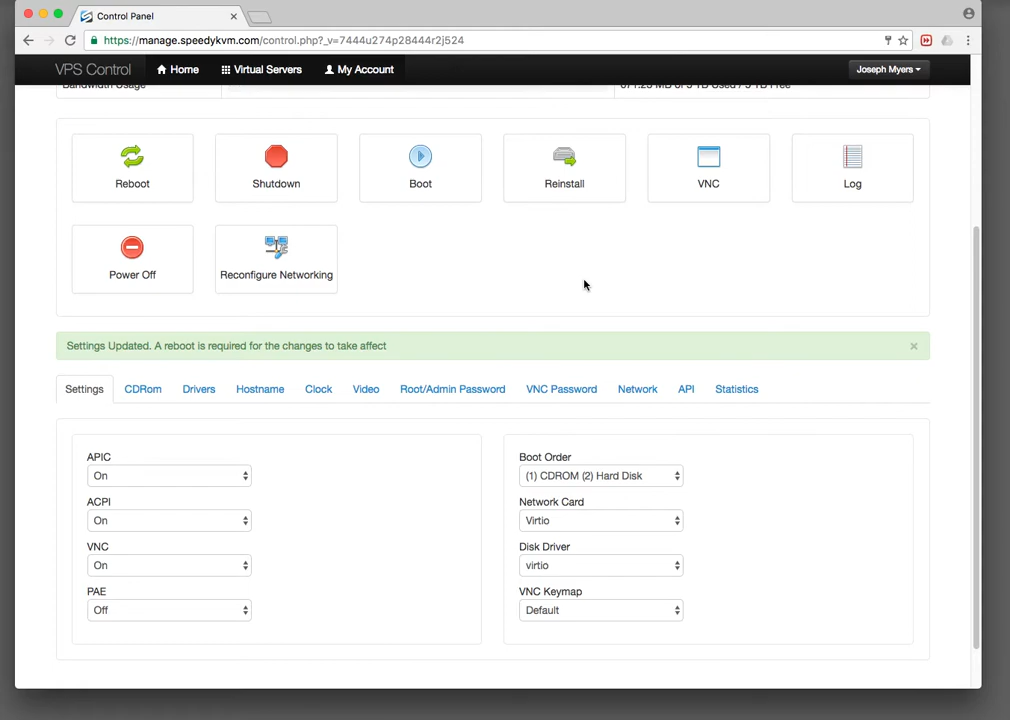 Control Panel
https://manage.speedykvm.com/control.php?_v=7444u274p28444r2j524
VPS Control Home Virtual Servers My Account Joseph Myers
Bandwidth Usage
Reboot Shutdown Boot Reinstall VNC Log
Power Off Reconfigure Networking
Settings Updated. A reboot is required for the changes to take affect ×
Settings CDRom Drivers Hostname Clock Video Root/Admin Password VNC Password Network API Statistics
APIC
On
ACPI
On
VNC
On
PAE
Off
Boot Order
(1) CDROM (2) Hard Disk
Network Card
Virtio
Disk Driver
virtio
VNC Keymap
Default